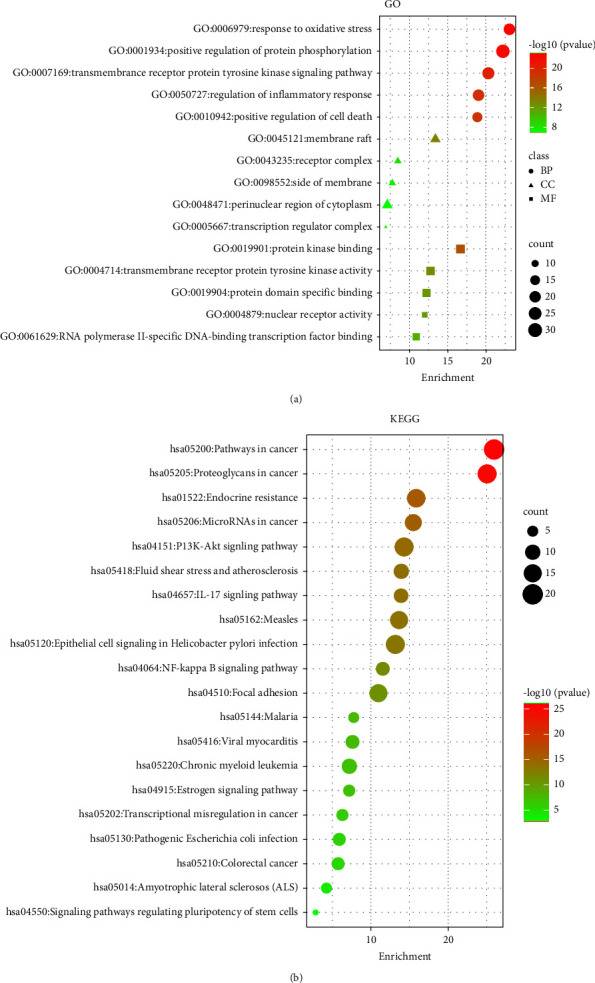 GO
GO:0006979:response to oxidative stress
GO:0001934:positive regulation of protein phosphorylation
GO:0007169:transmembrance receptor protein tyrosine kinase signaling pathway
GO:0050727:regulation of inflammatory response
GO:0010942:positive regulation of cell death
GO:0045121:membrane raft
GO:0043235:receptor complex
GO:0098552:side of membrane
GO:0048471:perinuclear region of cytoplasm
GO:0005667:transcription regulator complex
GO:0019901:protein kinase binding
GO:0004714:transmembrane receptor protein tyrosine kinase activity
GO:0019904:protein domain specific binding
GO:0004879:nuclear receptor activity
GO:0061629:RNA polymerase II-specific DNA-binding transcription factor binding
10 15 20
Enrichment
-log10 (pvalue)
20
16
12
8
class
BP
CC
MF
count
10
15
20
25
30
(a)
KEGG
hsa05200:Pathways in cancer
hsa05205:Proteoglycans in cancer
hsa01522:Endocrine resistance
hsa05206:MicroRNAs in cancer
hsa04151:P13K-Akt signling pathway
hsa05418:Fluid shear stress and atherosclerosis
hsa04657:IL-17 signling pathway
hsa05162:Measles
hsa05120:Epithelial cell signaling in Helicobacter pylori infection
hsa04064:NF-kappa B signaling pathway
hsa04510:Focal adhesion
hsa05144:Malaria
hsa05416:Viral myocarditis
hsa05220:Chronic myeloid leukemia
hsa04915:Estrogen signaling pathway
hsa05202:Transcriptional misregulation in cancer
hsa05130:Pathogenic Escherichia coli infection
hsa05210:Colorectal cancer
hsa05014:Amyotrophic lateral sclerosos (ALS)
hsa04550:Signaling pathways regulating pluripotency of stem cells
10 20
Enrichment
count
5
10
15
20
-log10 (pvalue)
25
20
15
10
5
(b)